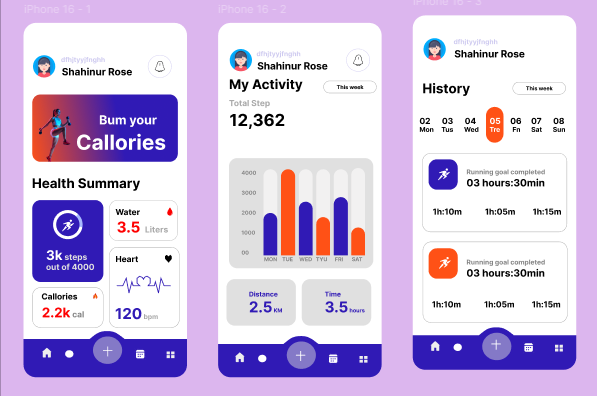 iPhone 16 - 1
dfhjtyyjfnghh
Shahinur Rose
Bum your
Callories
Health Summary
3k steps
out of 4000
Water
3.5 Liters
Heart
120 bpm
Callories
2.2k cal
iPhone 16 - 2
dfhjtyyjfnghh
Shahinur Rose
My Activity
This week
Total Step
12,362
4000
3000
2000
1000
00
MON TUE WED TYU FRI SAT
Distance
2.5 KM
Time
3.5 hours
iPhone 16 - 3
dfhjtyyjfnghh
Shahinur Rose
History
This week
02 03 04 05 06 07 08
Mon Tus Wed Tre Fn Sat Sun
Running goal completed
03 hours:30min
1h:10m 1h:05m 1h:15m
Running goal completed
03 hours:30min
1h:10m 1h:05m 1h:15m